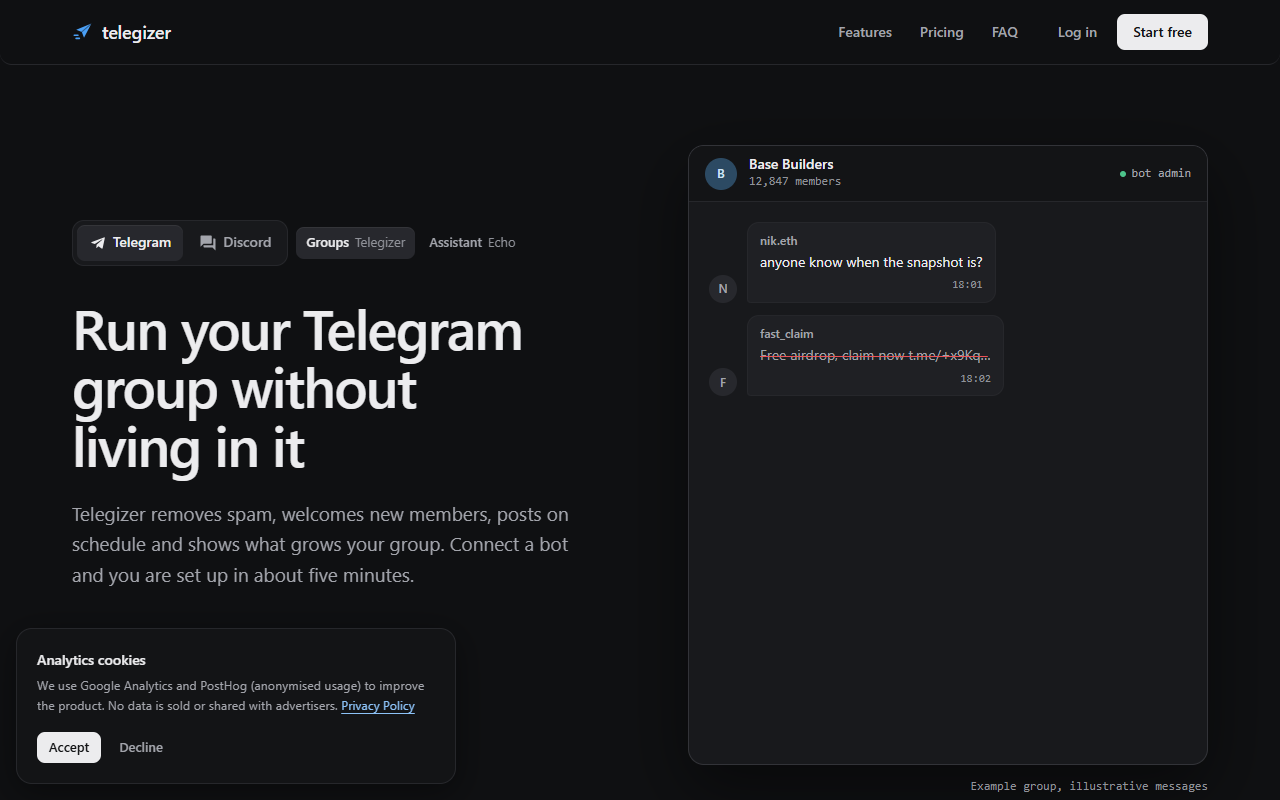 telegizer
Features
Pricing
FAQ
Log in
Start free
Telegram
Discord
Groups Telegizer
Assistant Echo
Run your Telegram
group without
living in it
Telegizer removes spam, welcomes new members, posts on
schedule and shows what grows your group. Connect a bot
and you are set up in about five minutes.
B
Base Builders
12,847 members
bot admin
nik.eth
anyone know when the snapshot is?
18:01
N
fast_claim
Free airdrop, claim now t.me/+x9Kq…
18:02
F
Example group, illustrative messages
Analytics cookies
We use Google Analytics and PostHog (anonymised usage) to improve
the product. No data is sold or shared with advertisers. Privacy Policy
Accept
Decline